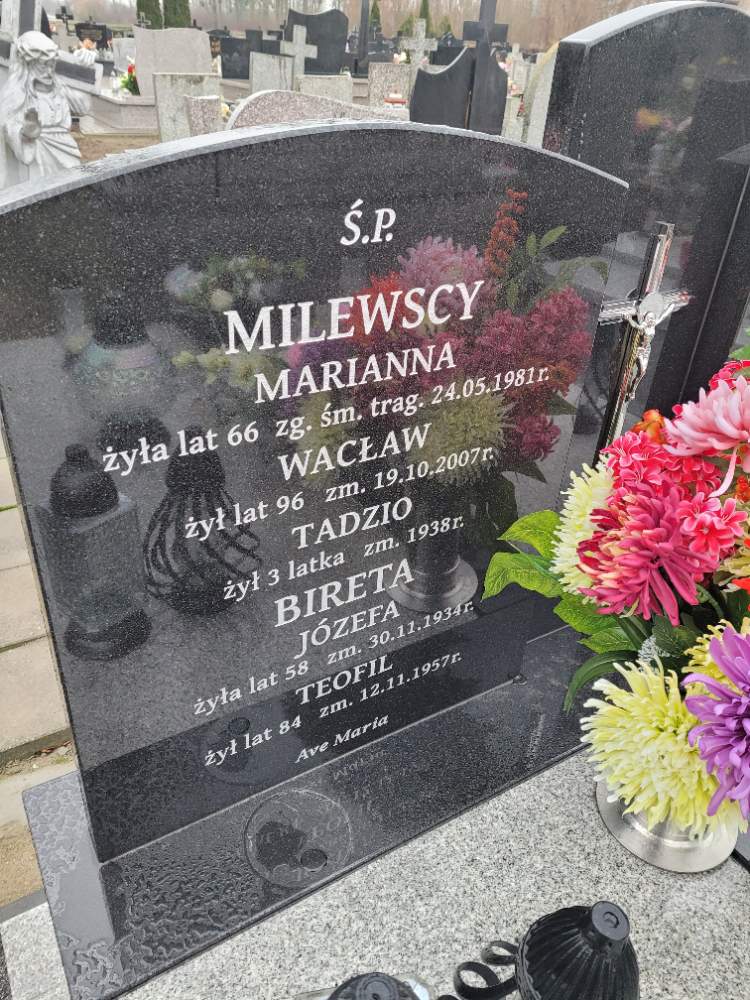 Ś.P.
MILEWSCY
MARIANNA
żyła lat 66 zg. śm. trag. 24.05.1981r.
WACŁAW
żył lat 96 zm. 19.10.2007r.
TADZIO
żył 3 latka zm. 1938r.
BIRETA
JÓZEFA
żyła lat 58 zm. 30.11.1934r.
TEOFIL
żył lat 84 zm. 12.11.1957r.
Ave Maria